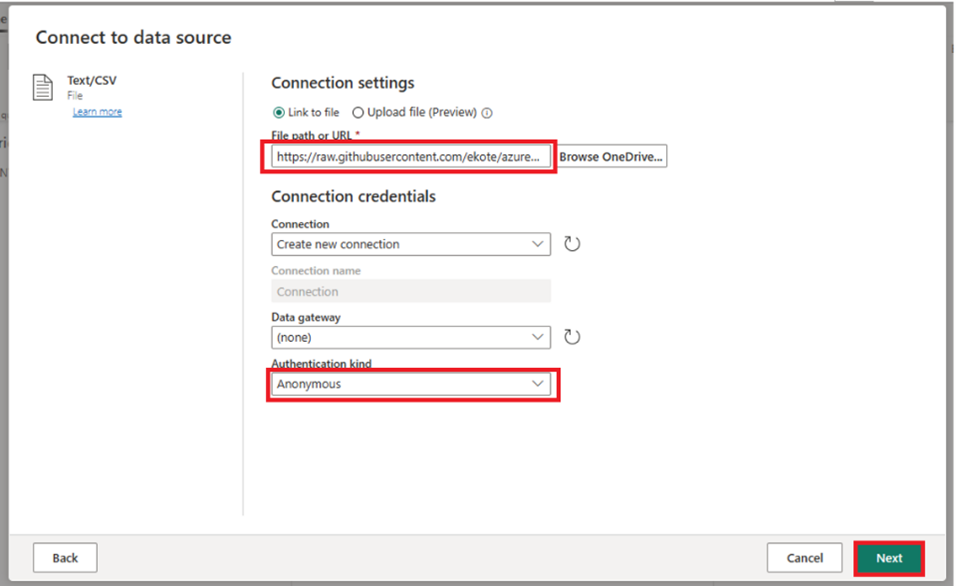 Connect to data source
Text/CSV
File
Learn more
Connection settings
Link to file Upload file (Preview)
File path or URL *
https://raw.githubusercontent.com/ekote/azure... Browse OneDrive...
Connection credentials
Connection
Create new connection
Connection name
Connection
Data gateway
(none)
Authentication kind
Anonymous
Back Cancel Next